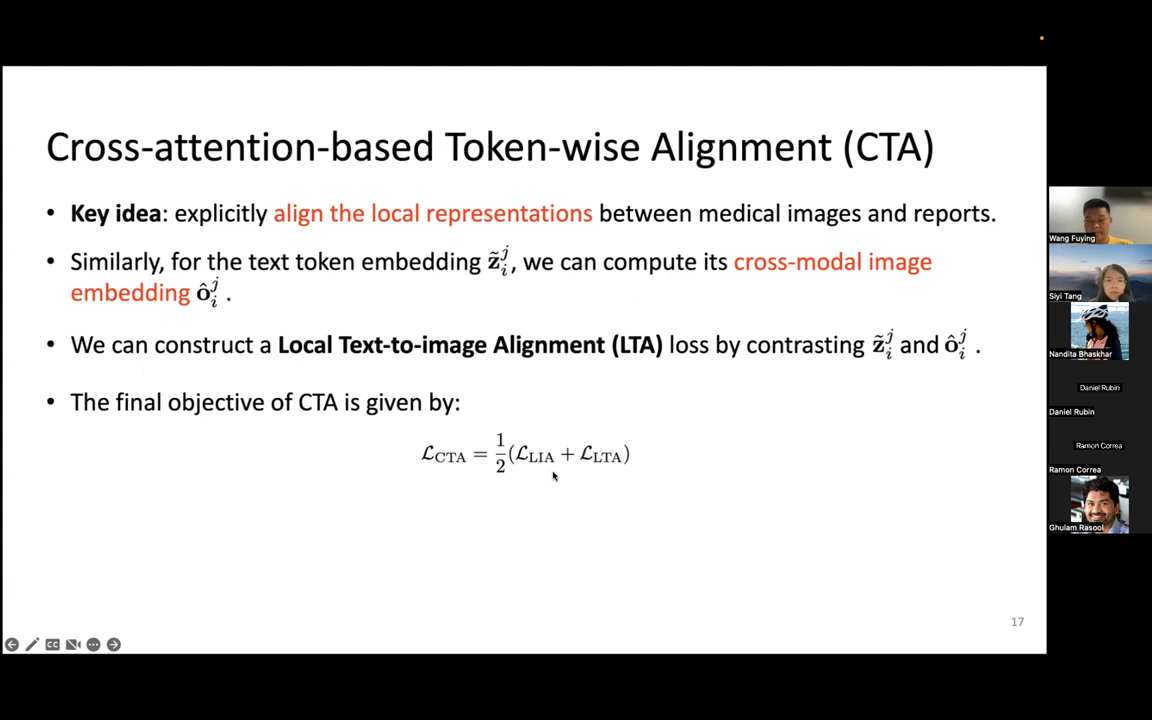 Cross-attention-based Token-wise Alignment (CTA)
• Key idea: explicitly align the local representations between medical images and reports.
• Similarly, for the text token embedding z̃ᵢʲ, we can compute its cross-modal image
embedding ôᵢʲ .
• We can construct a Local Text-to-image Alignment (LTA) loss by contrasting z̃ᵢʲ and ôᵢʲ .
• The final objective of CTA is given by:
ℒ_CTA = 1/2 (ℒ_LIA + ℒ_LTA)
17
CC
Wang Fuying
Siyi Tang
Nandita Bhaskhar
Daniel Rubin
Daniel Rubin
Ramon Correa
Ramon Correa
Ghulam Rasool